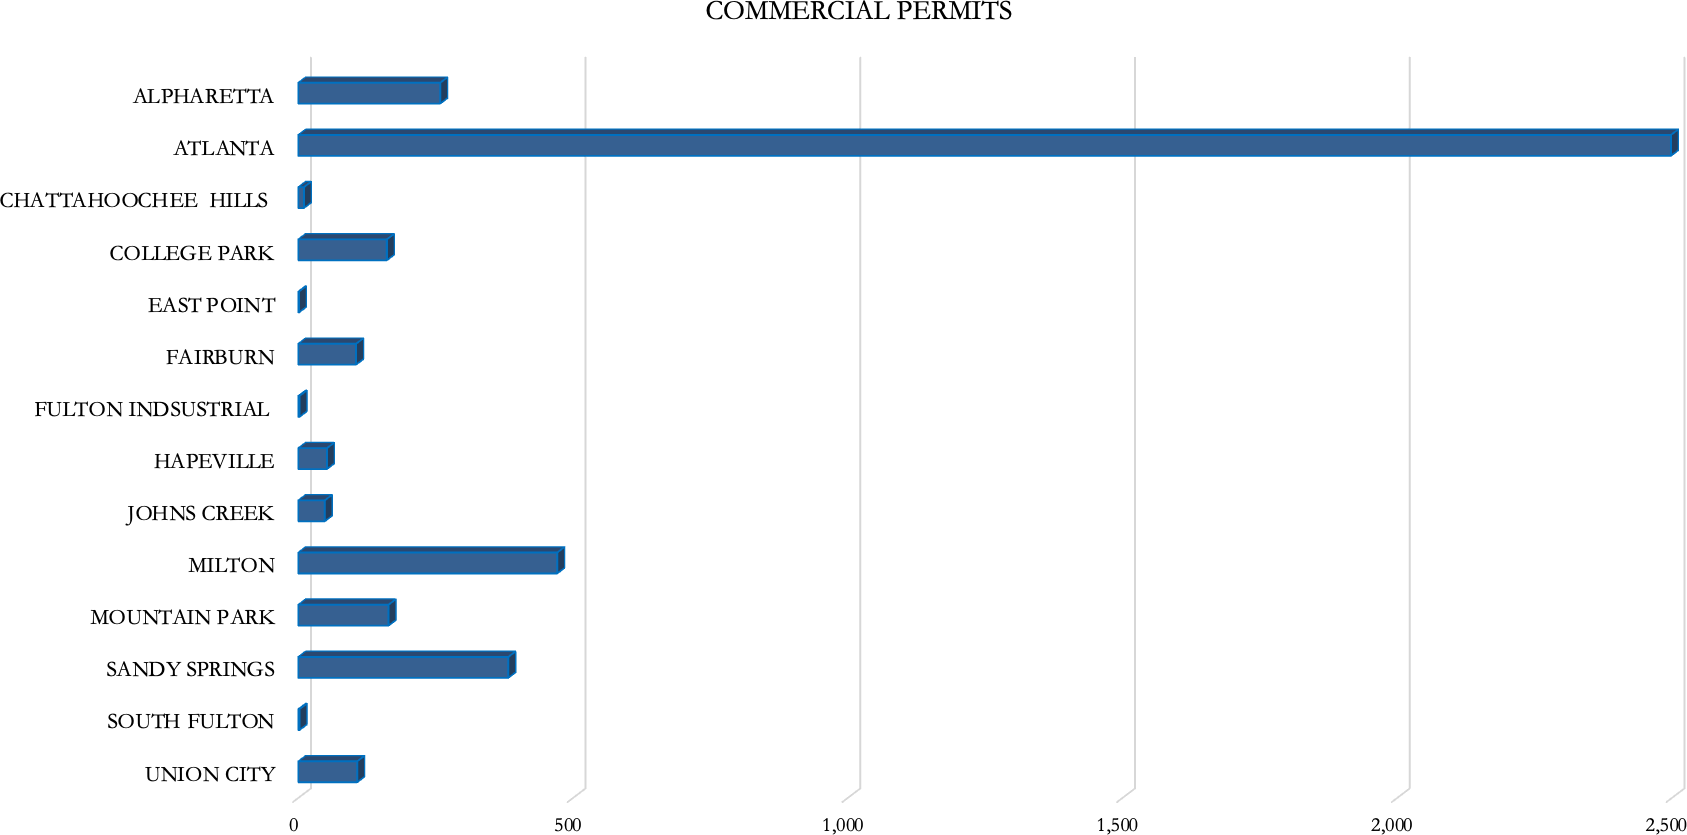 COMMERCIAL PERMITS
ALPHARETTA
ATLANTA
CHATTAHOOCHEE HILLS
COLLEGE PARK
EAST POINT
FAIRBURN
FULTON INDSUSTRIAL
HAPEVILLE
JOHNS CREEK
MILTON
MOUNTAIN PARK
SANDY SPRINGS
SOUTH FULTON
UNION CITY
0 500 1,000 1,500 2,000 2,500